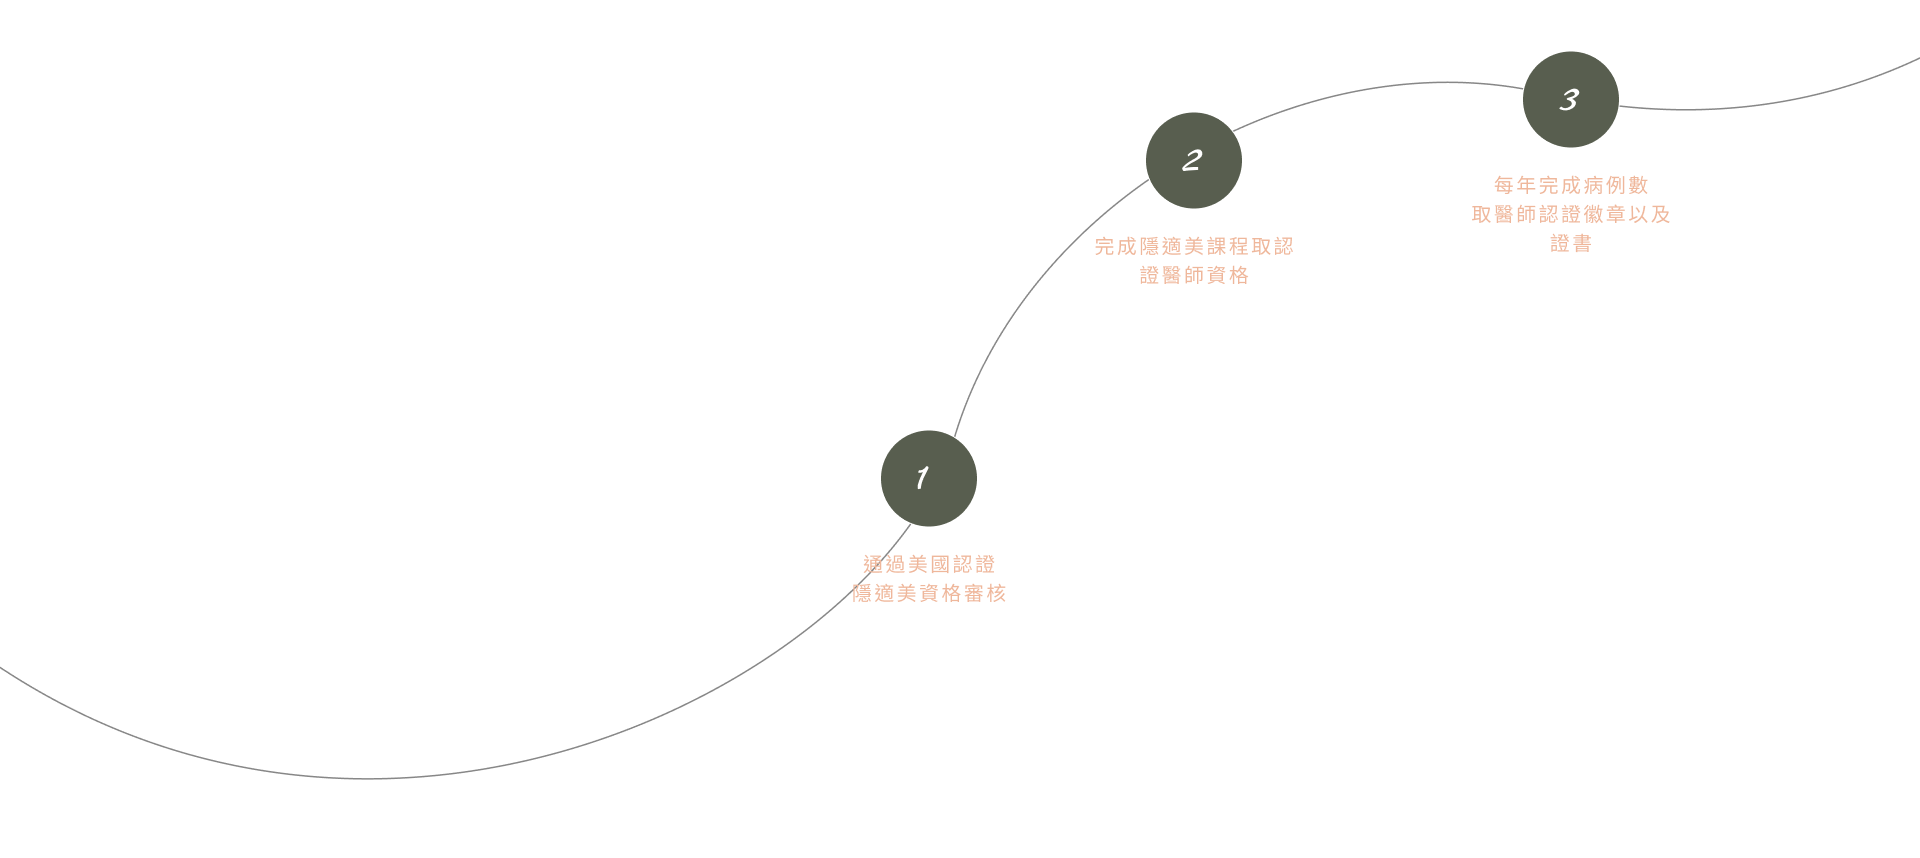 1
通過美國認證
隱適美資格審核
2
完成隱適美課程取認
證醫師資格
3
每年完成病例數
取醫師認證徽章以及
證書